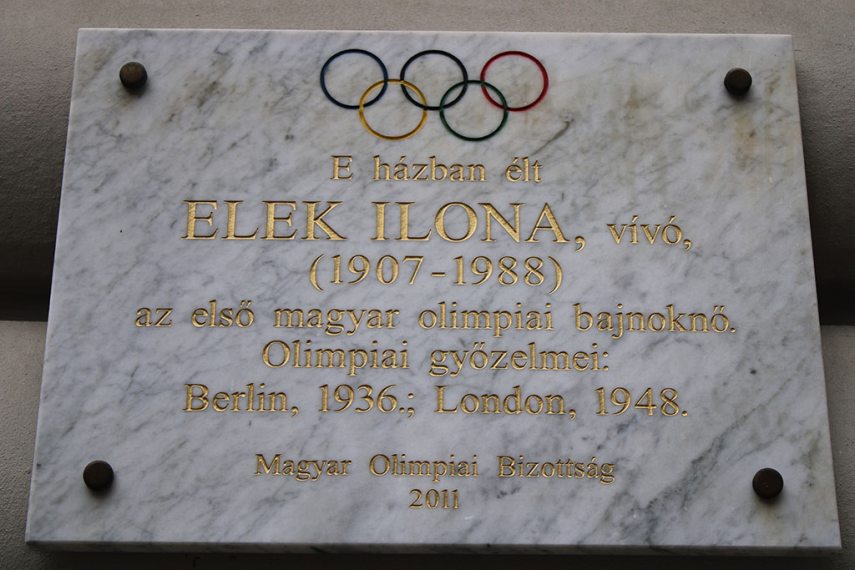 E házban élt
ELEK ILONA, vívó,
(1907-1988)
az első magyar olimpiai bajnoknő.
Olimpiai győzelmei:
Berlin, 1936.; London, 1948.
Magyar Olimpiai Bizottság
2011